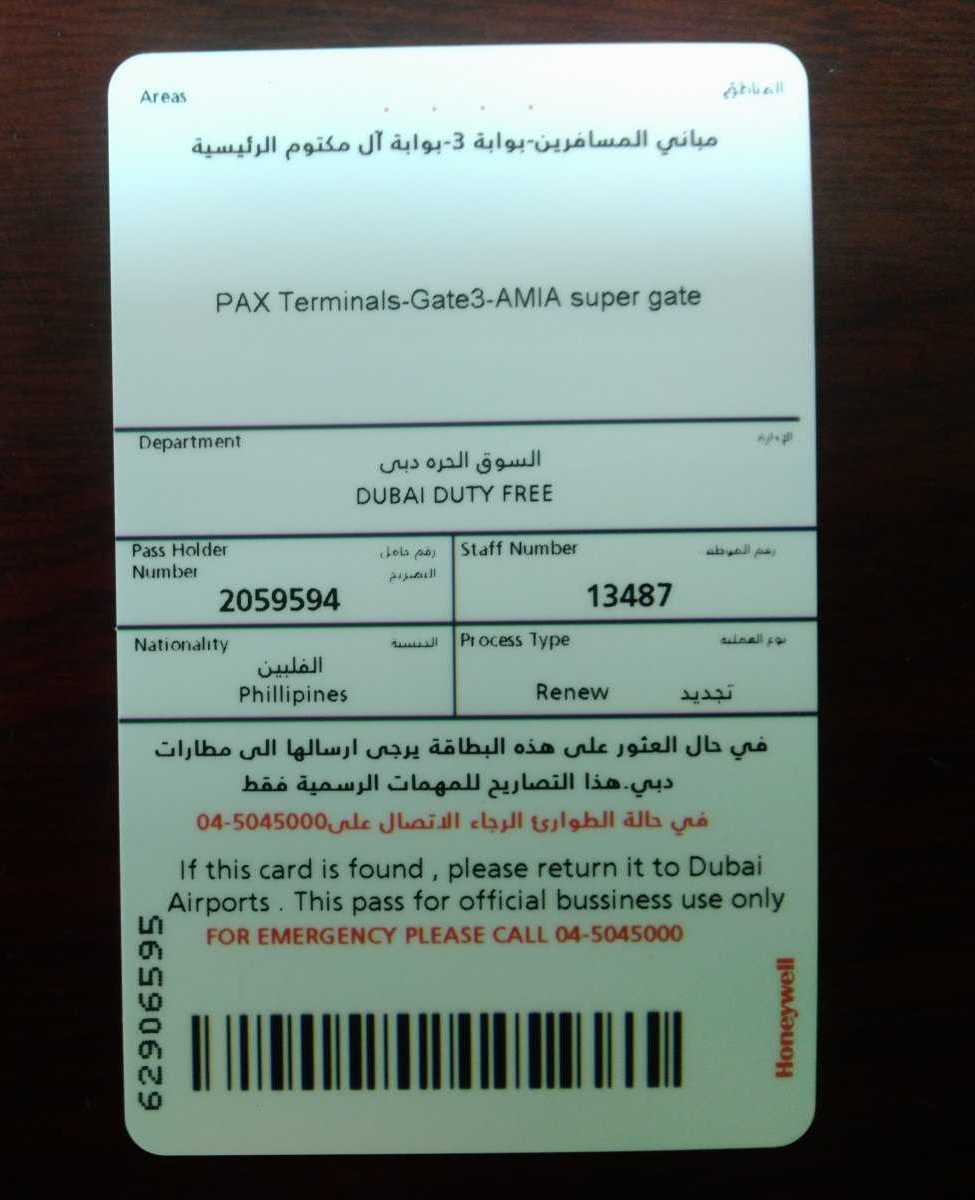 Areas المناطق
مباني المسافرين-بوابة 3-بوابة آل مكتوم الرئيسية
PAX Terminals-Gate3-AMIA super gate
Department الإدارة
السوق الحره دبى
DUBAI DUTY FREE
Pass Holder رقم حامل
Number التصريح
2059594
Staff Number رقم الموظف
13487
Nationality الجنسية
الفلبين
Phillipines
Process Type نوع العملية
Renew تجديد
في حال العثور على هذه البطاقة يرجى ارسالها الى مطارات
دبي.هذا التصاريح للمهمات الرسمية فقط
في حالة الطوارئ الرجاء الاتصال على04-5045000
If this card is found , please return it to Dubai
Airports . This pass for official bussiness use only
FOR EMERGENCY PLEASE CALL 04-5045000
62906595
Honeywell